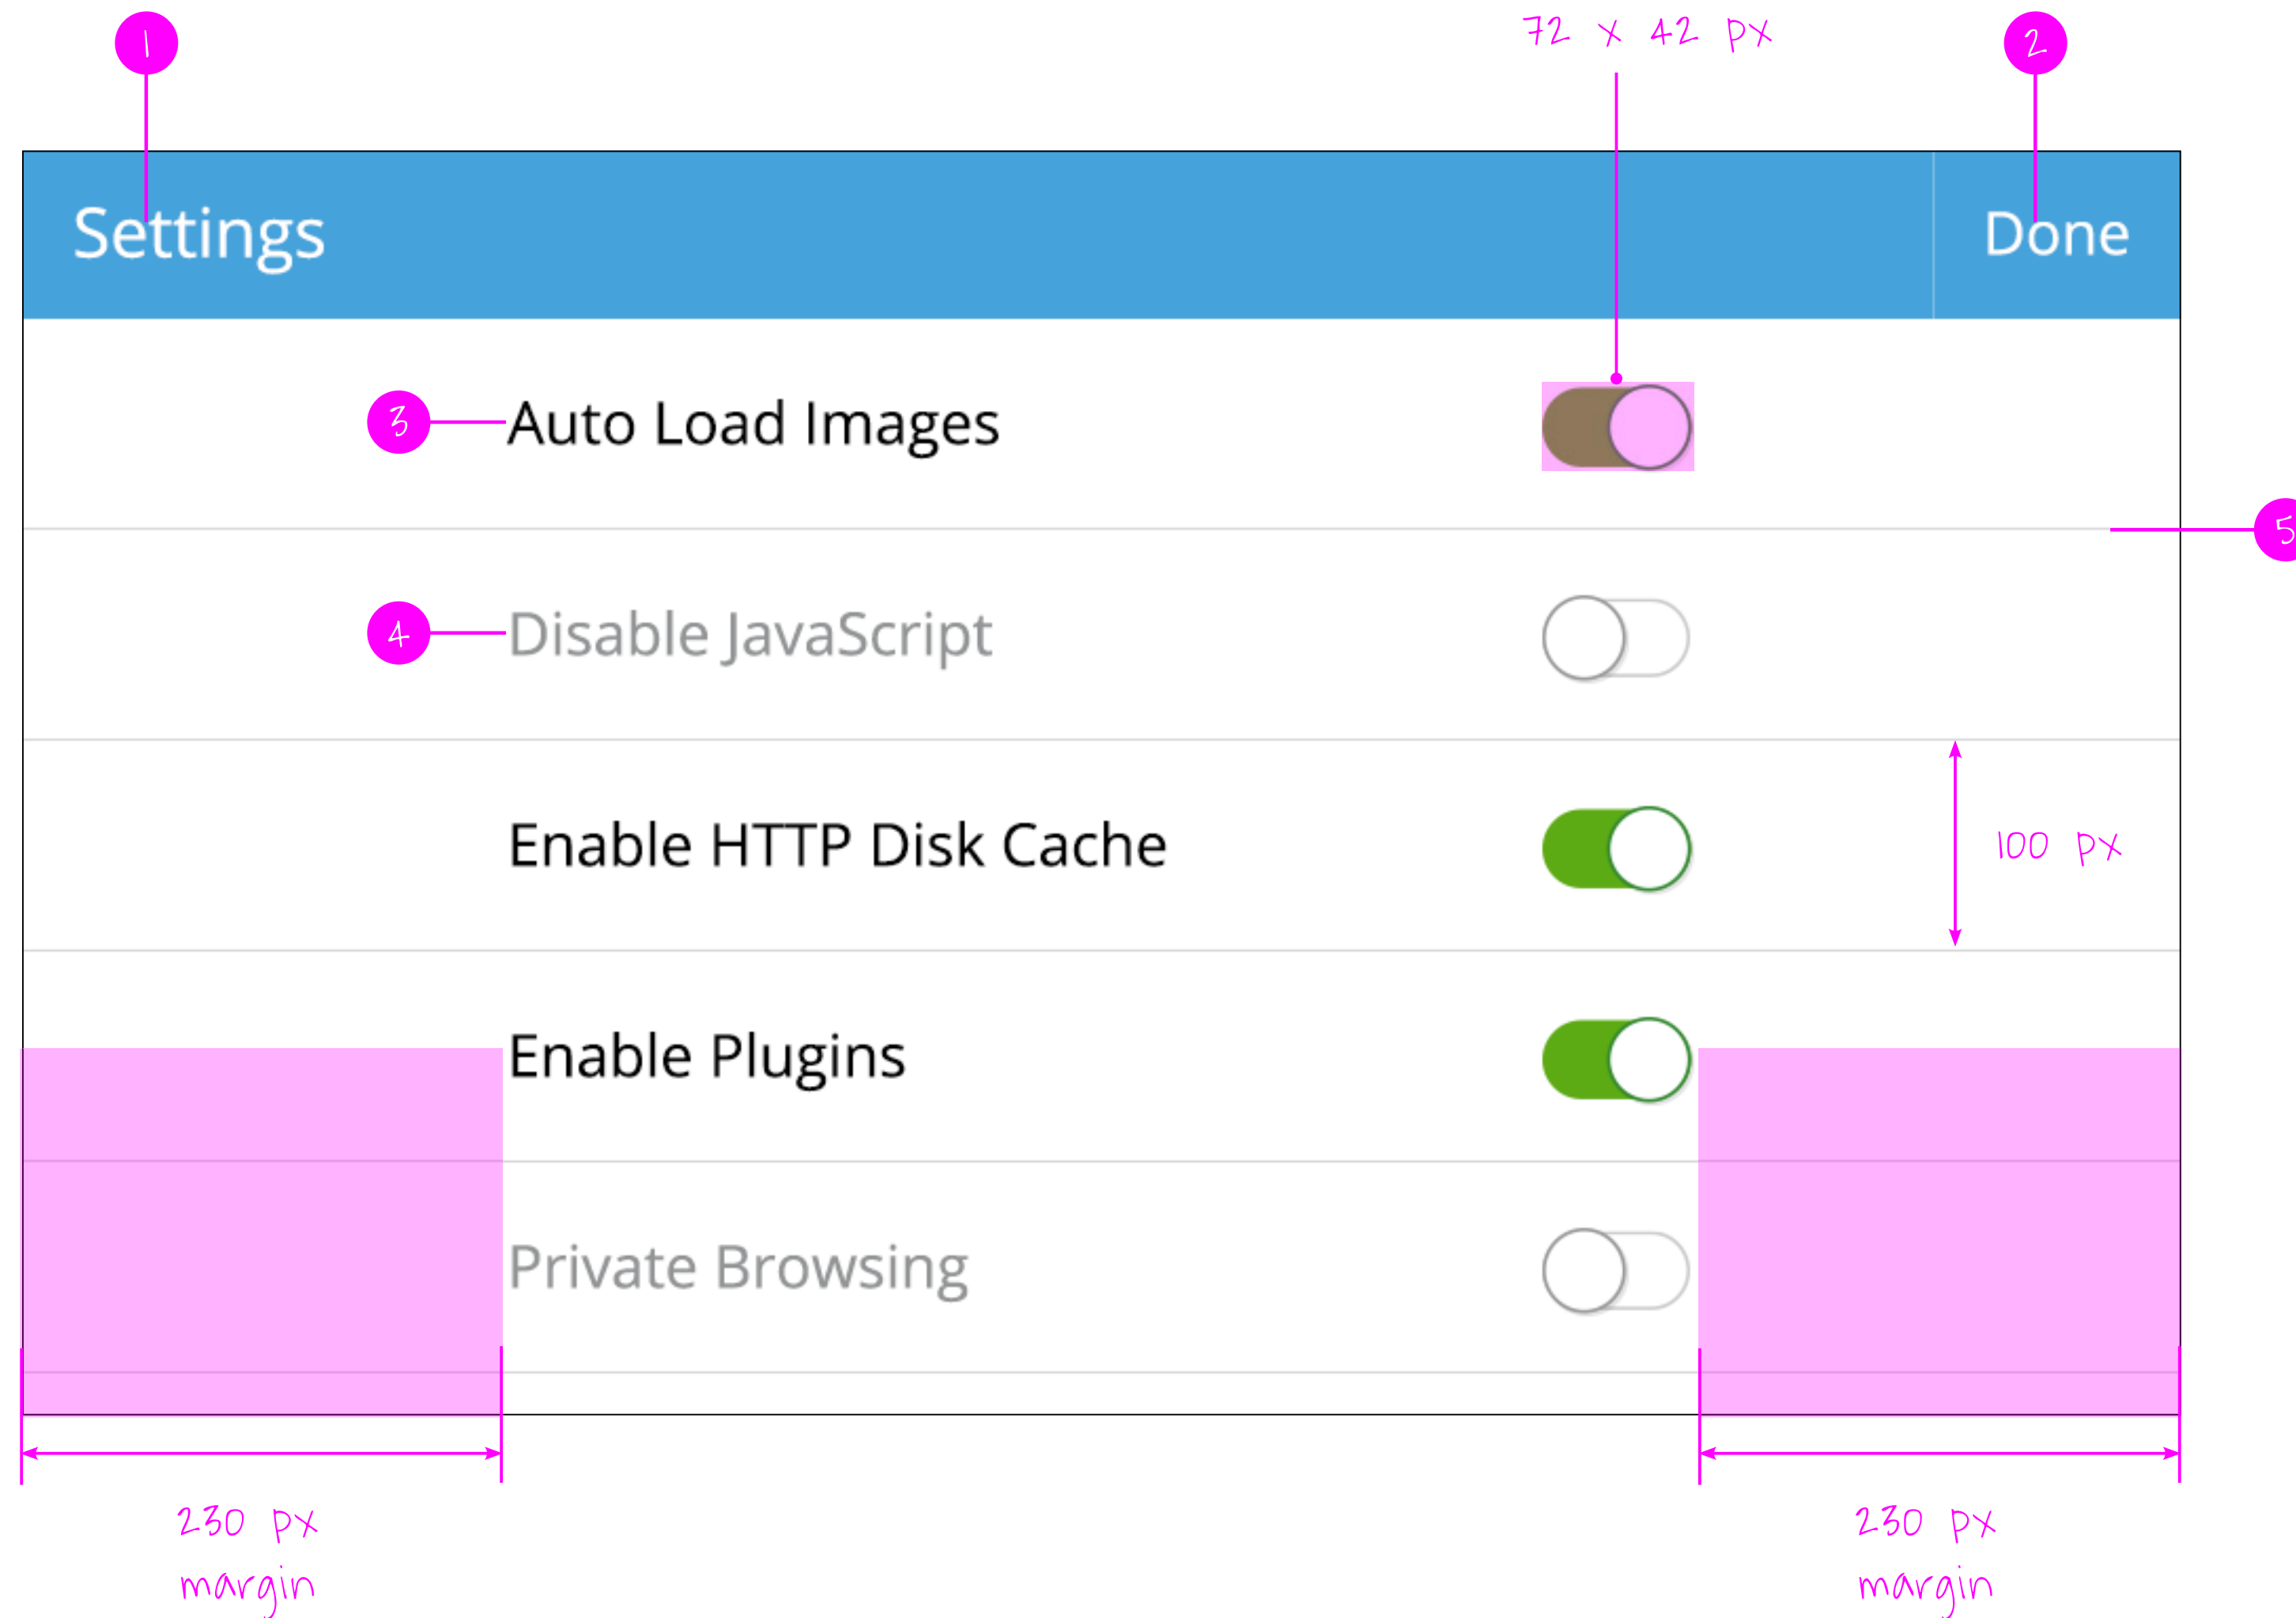 1
72 x 42 px
2
Settings
Done
3
Auto Load Images
5
4
Disable JavaScript
Enable HTTP Disk Cache
100 px
Enable Plugins
Private Browsing
230 px
margin
230 px
margin